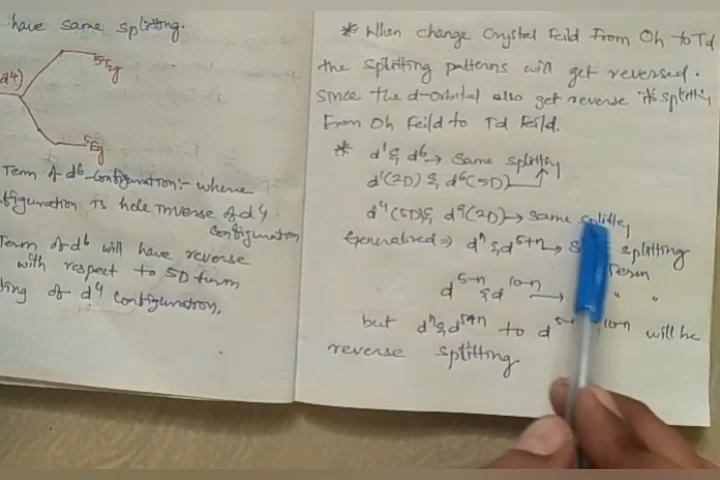 have same splitting.
d4)
5T2g
5Eg
Term of d6-configuration:- where
figuration is hole inverse of d4
configuration
Term of d6 will have reverse
with respect to 5D term
ting of d4 configuration,
* When change Crystal Feild From Oh to Td
the splitting patterns will get reversed.
Since the d-orbital also get reverse its splitting
From Oh Feild to Td Feild.
* d1 & d6 → same splitting
d1(2D) & d6(5D)
d4(5D) & d9(2D) → same splitting
Generalised ⇒ dn & d5+n → S splitting
Term
d5-n & d10-n → " "
but dn & d5+n to d5- 10-n will be
reverse splitting